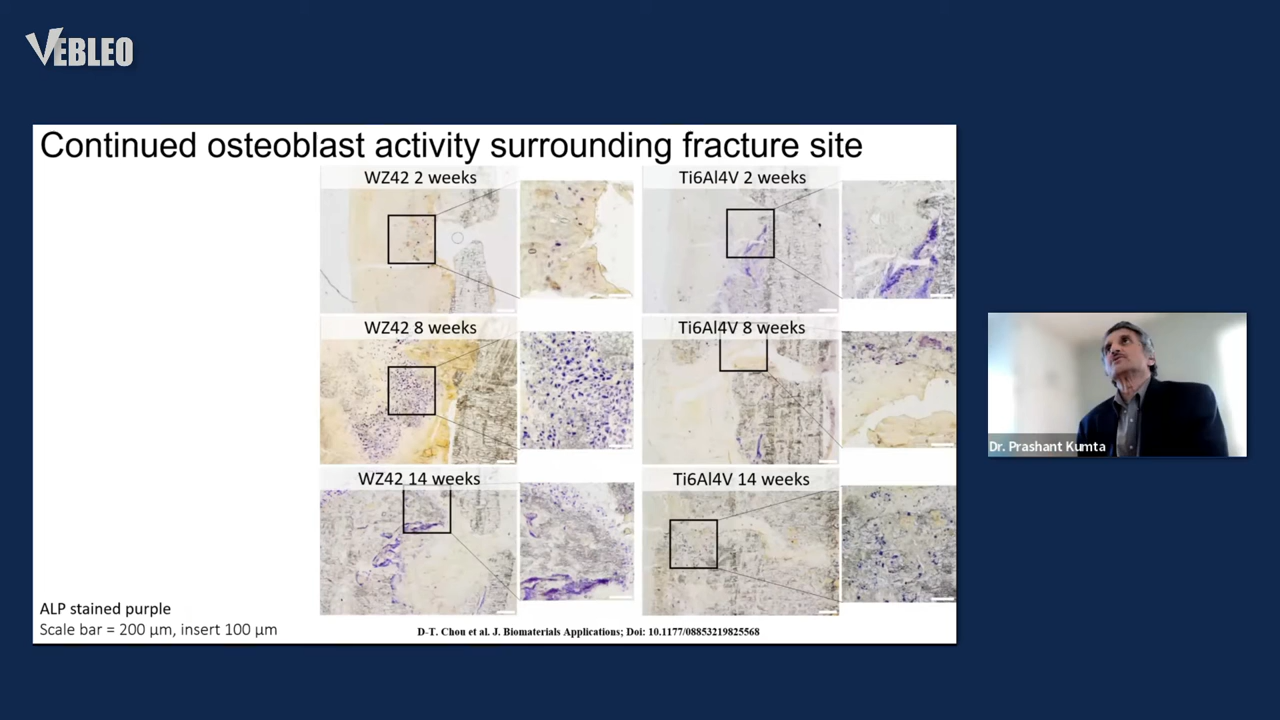 VEBLEO
Continued osteoblast activity surrounding fracture site
WZ42 2 weeks
Ti6Al4V 2 weeks
WZ42 8 weeks
Ti6Al4V 8 weeks
WZ42 14 weeks
Ti6Al4V 14 weeks
ALP stained purple
Scale bar = 200 µm, insert 100 µm
D-T. Chou et al. J. Biomaterials Applications; Doi: 10.1177/08853219825568
Dr. Prashant Kumta